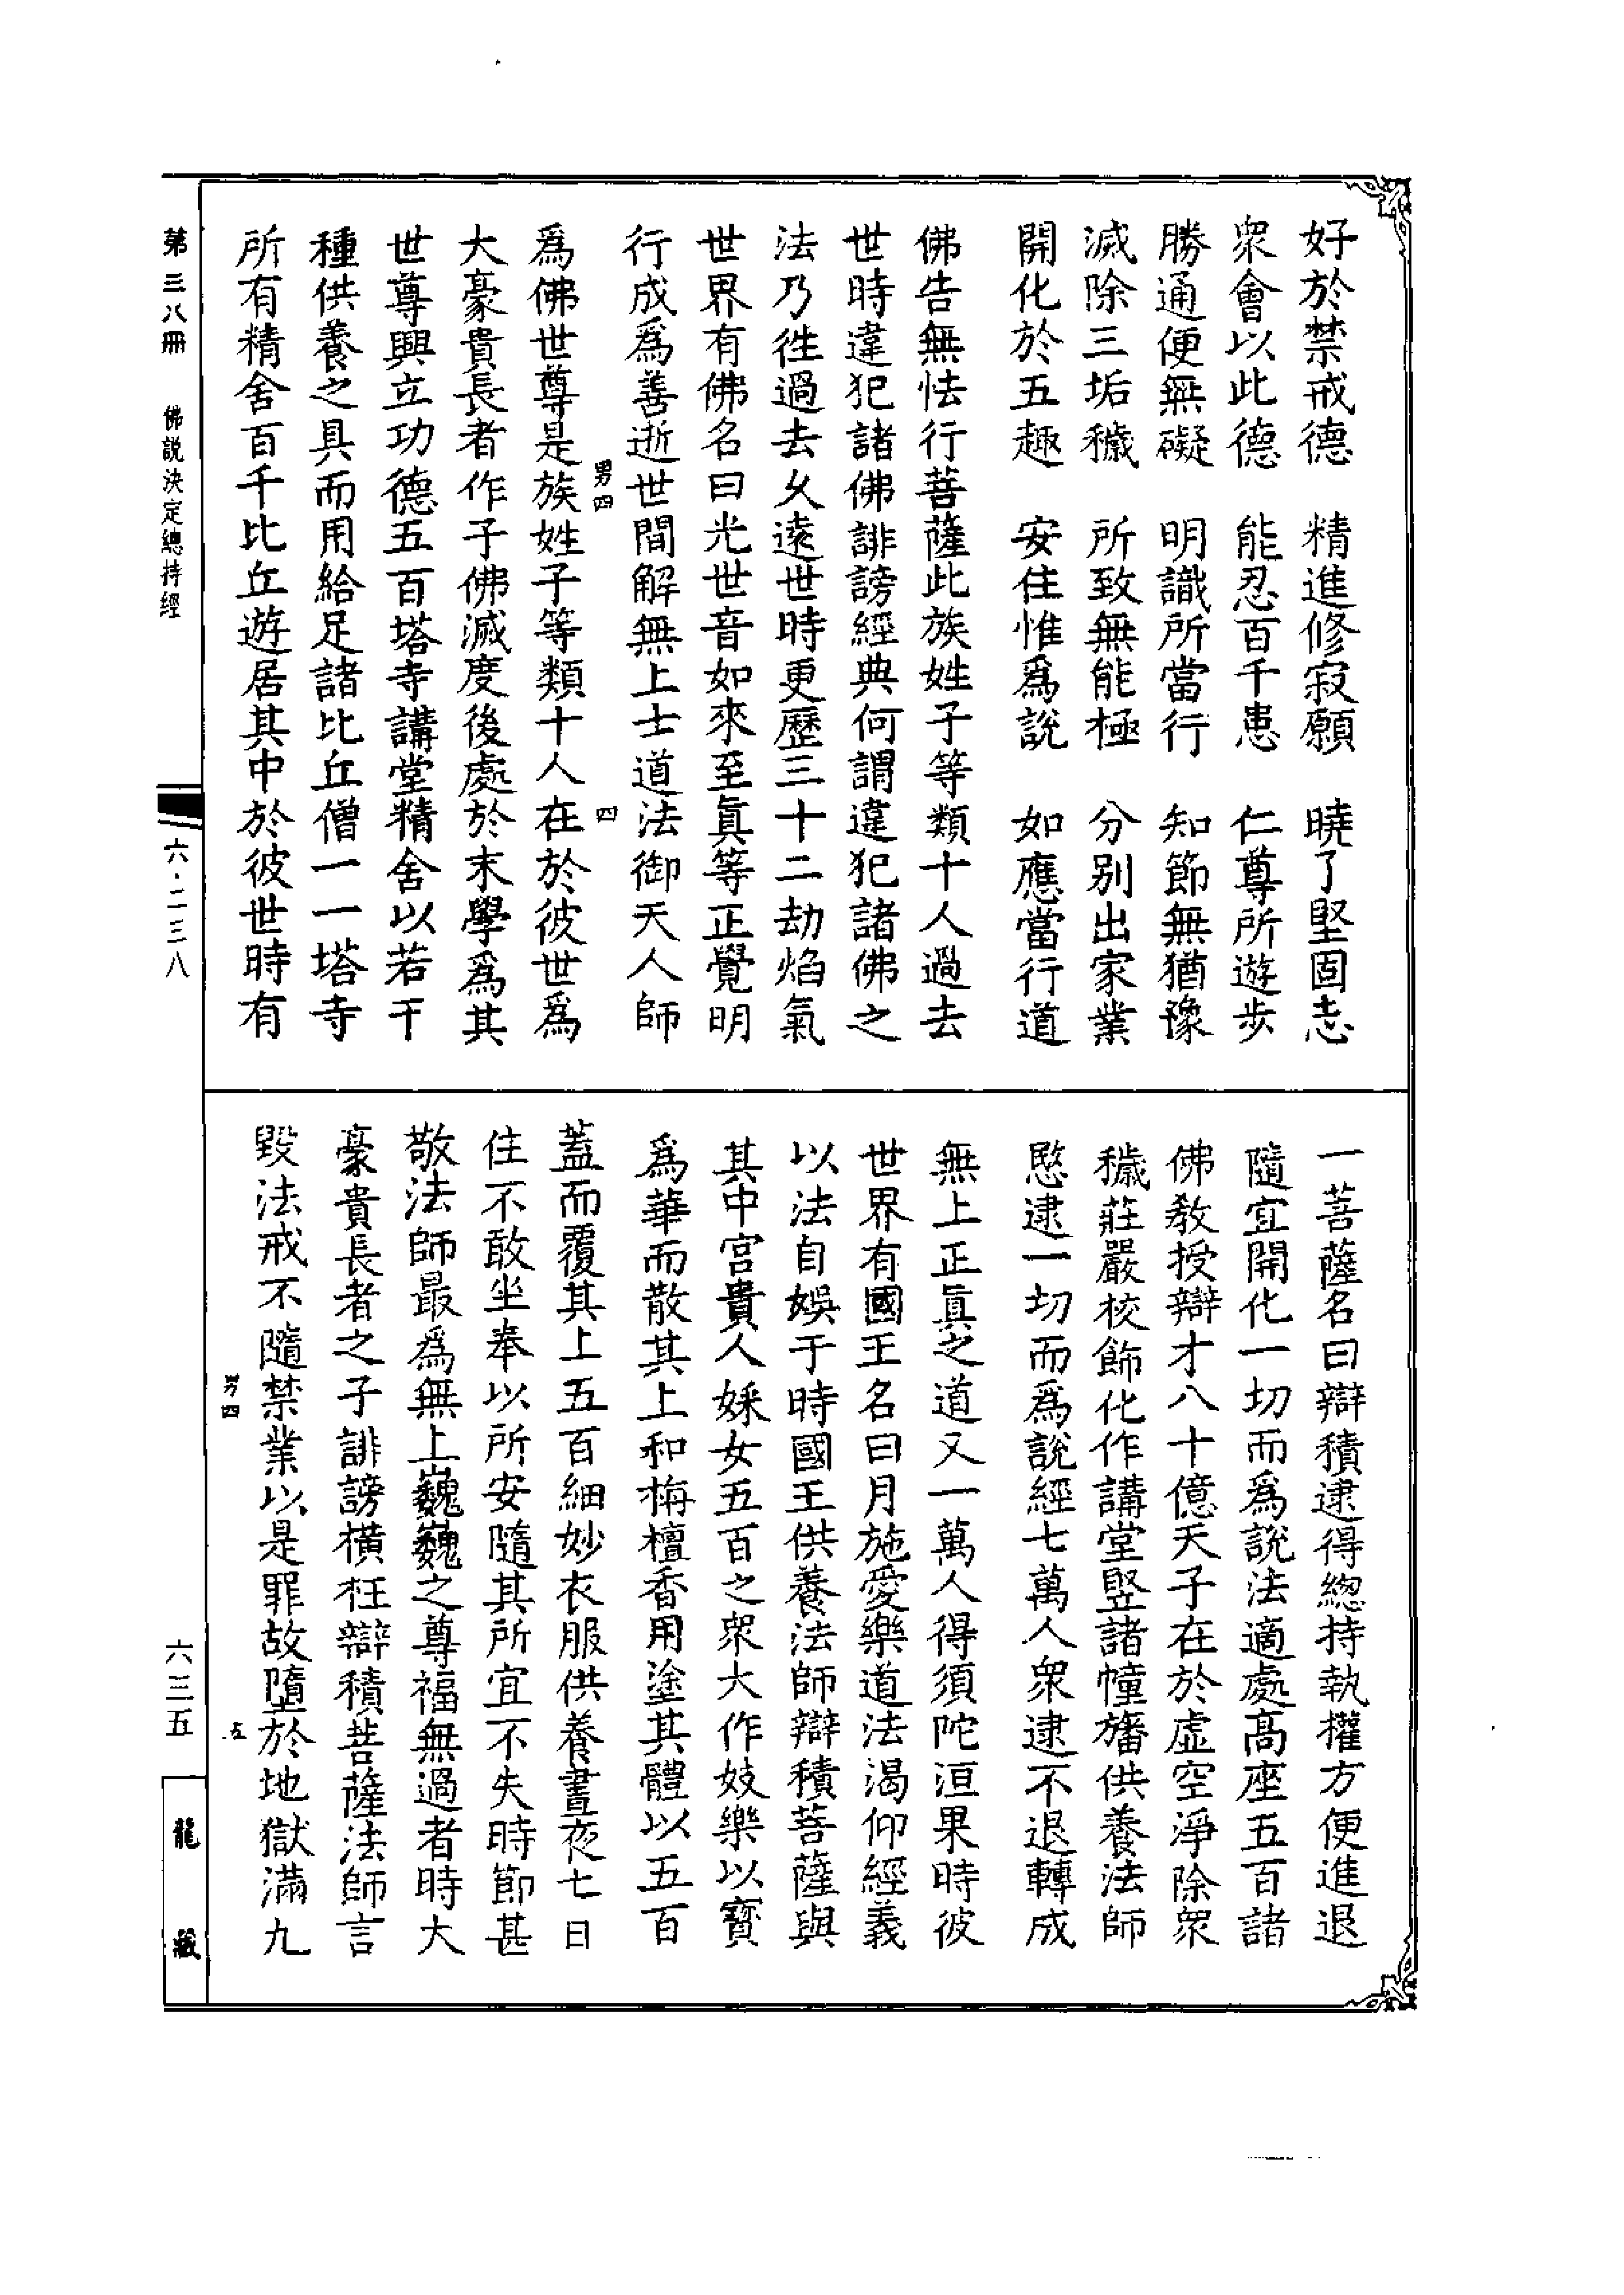 好於禁戒德　精進修寂願　曉了堅固志
衆會以此德　能忍百千患　仁尊所遊步
勝通便無礙　明識所當行　知節無猶豫
滅除三垢穢　所致無能極　分别出家業
開化於五趣　安住惟爲說　如應當行道
佛告無怯行菩薩此族姓子等類十人過去
世時違犯諸佛誹謗經典何謂違犯諸佛之
法乃徃過去久遠世時更歷三十二劫焰氣
世界有佛名曰光世音如來至眞等正覺明
行成爲善逝世間解無上士道法御天人師
男四　四
爲佛世尊是族姓子等類十人在於彼世爲
大豪貴長者作子佛滅度後處於末學爲其
世尊興立功德五百塔寺講堂精舍以若干
種供養之具而用給足諸比丘僧一一塔寺
所有精舍百千比丘遊居其中於彼世時有
一菩薩名曰辯積逮得總持執權方便進退
隨宜開化一切而爲說法適處髙座五百諸
佛教授辯才八十億天子在於虛空淨除衆
穢莊嚴校飾化作講堂竪諸幢旛供養法師
愍逮一切而爲說經七萬人衆逮不退轉成
無上正眞之道又一萬人得須陀洹果時彼
世界有國王名曰月施愛樂道法渴仰經義
以法自娛于時國王供養法師辯積菩薩與
其中宮貴人婇女五百之衆大作妓樂以寳
爲華而散其上和栴檀香用塗其體以五百
蓋而覆其上五百細妙衣服供養晝夜七日
住不敢坐奉以所安隨其所宜不失時節甚
敬法師最爲無上巍巍之尊福無過者時大
豪貴長者之子誹謗橫枉辯積菩薩法師言
毀法戒不隨禁業以是罪故墮於地獄滿九
男四　五
第三八冊　佛說決定總持經
六·二三八
六三五
龍藏